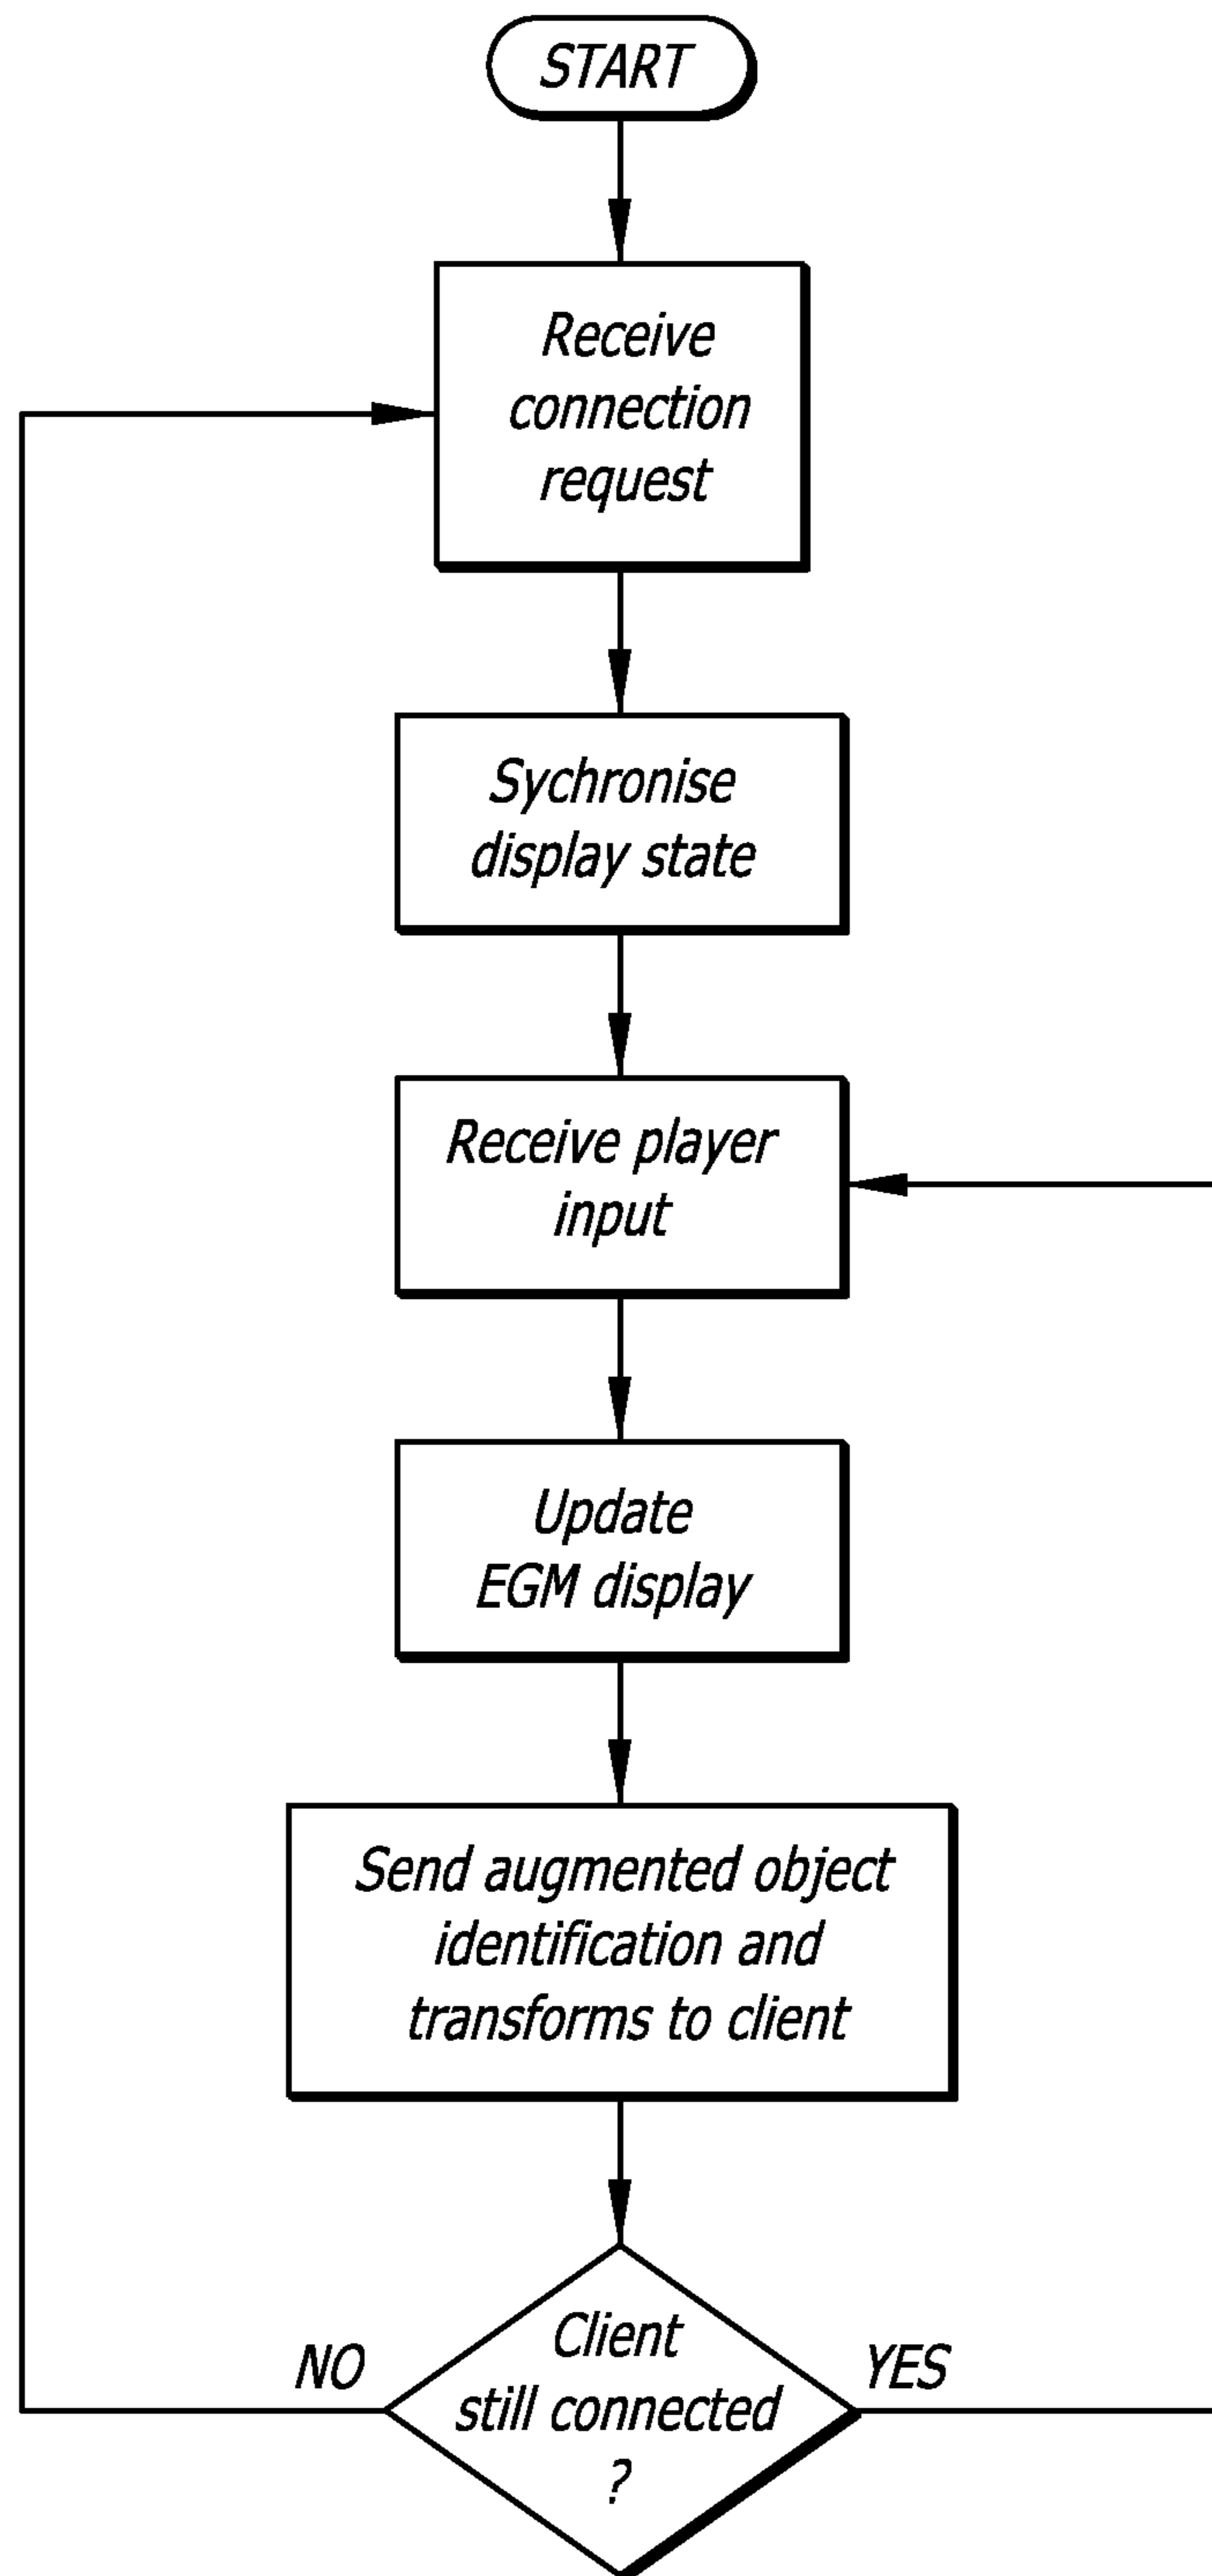 START
Receive
connection
request
Sychronise
display state
Receive player
input
Update
EGM display
Send augmented object
identification and
transforms to client
Client
still connected
?
NO
YES